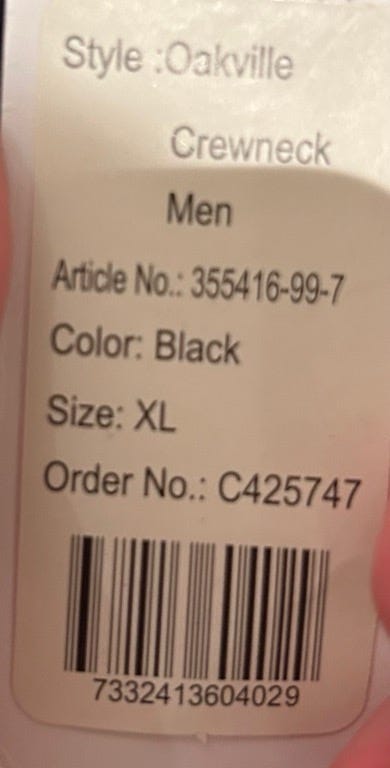 Style :Oakville
Crewneck
Men
Article No.: 355416-99-7
Color: Black
Size: XL
Order No.: C425747
7332413604029